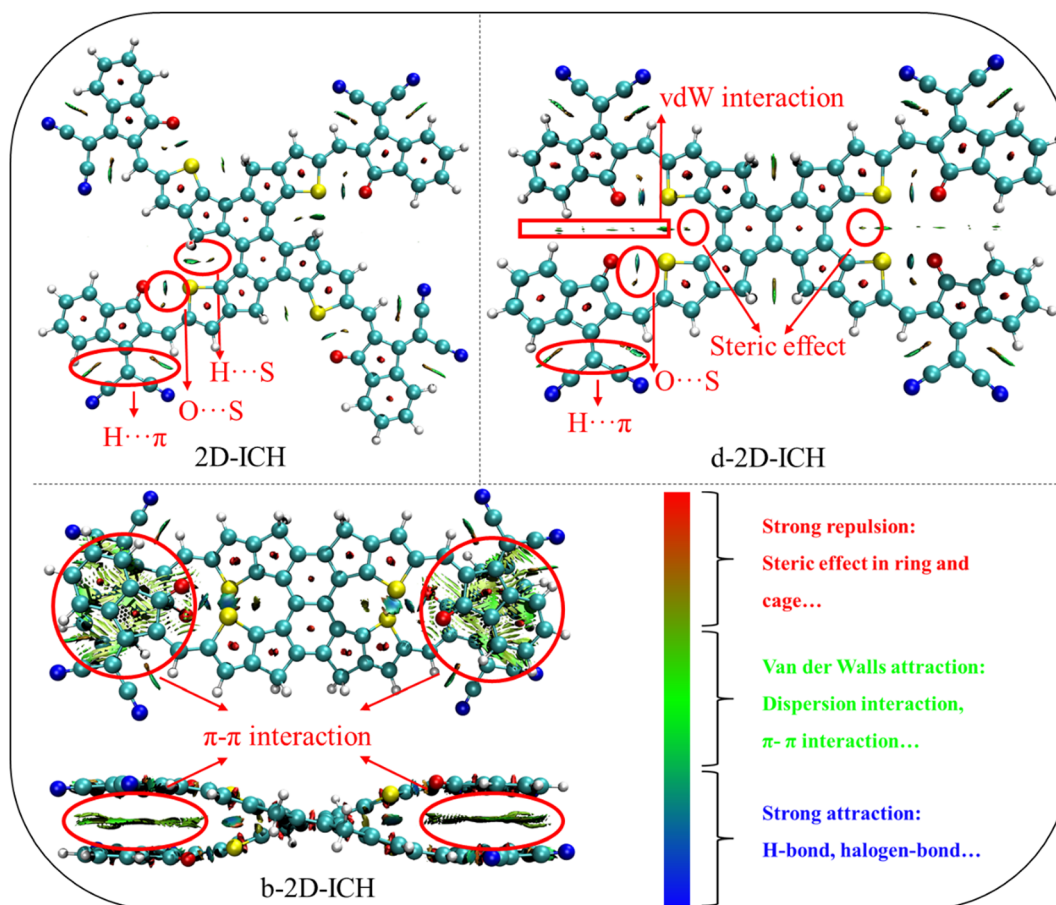 H···S
O···S
H···π
2D-ICH
vdW interaction
Steric effect
O···S
H···π
d-2D-ICH
π-π interaction
b-2D-ICH
Strong repulsion:
Steric effect in ring and
cage…
Van der Walls attraction:
Dispersion interaction,
π- π interaction…
Strong attraction:
H-bond, halogen-bond…